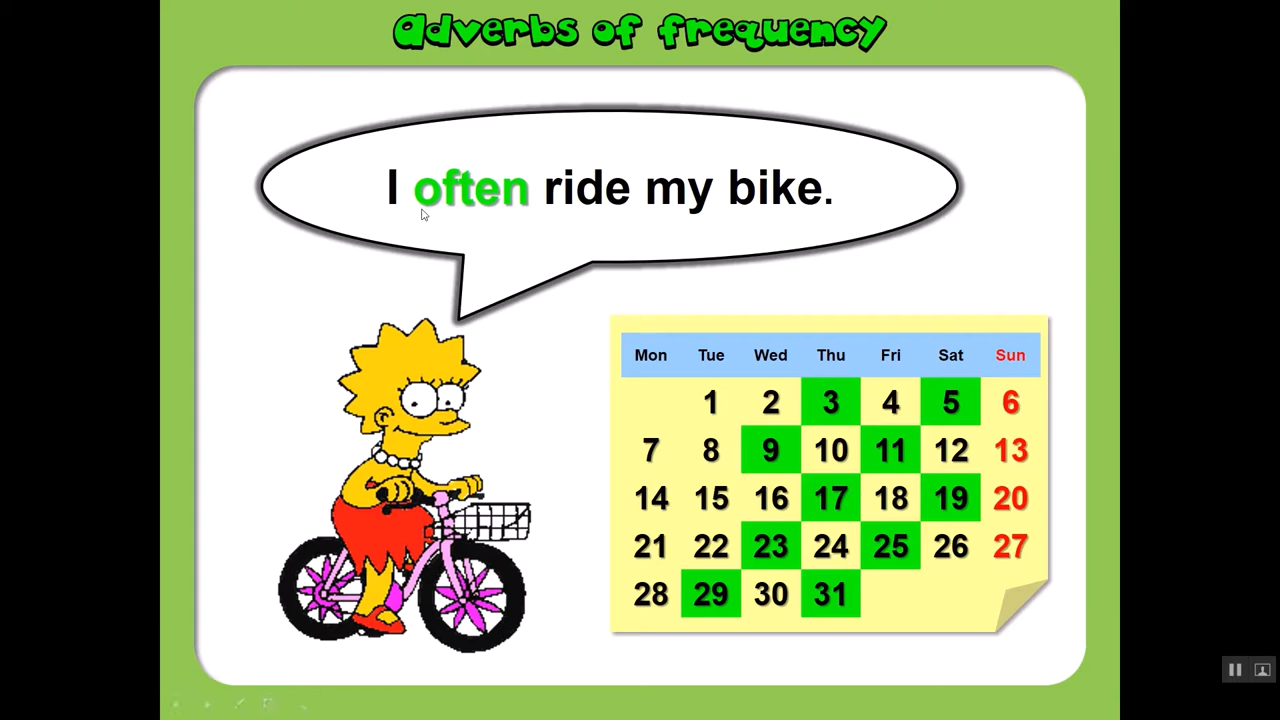 Adverbs of frequency
I often ride my bike.
Mon Tue Wed Thu Fri Sat Sun
1 2 3 4 5 6
7 8 9 10 11 12 13
14 15 16 17 18 19 20
21 22 23 24 25 26 27
28 29 30 31